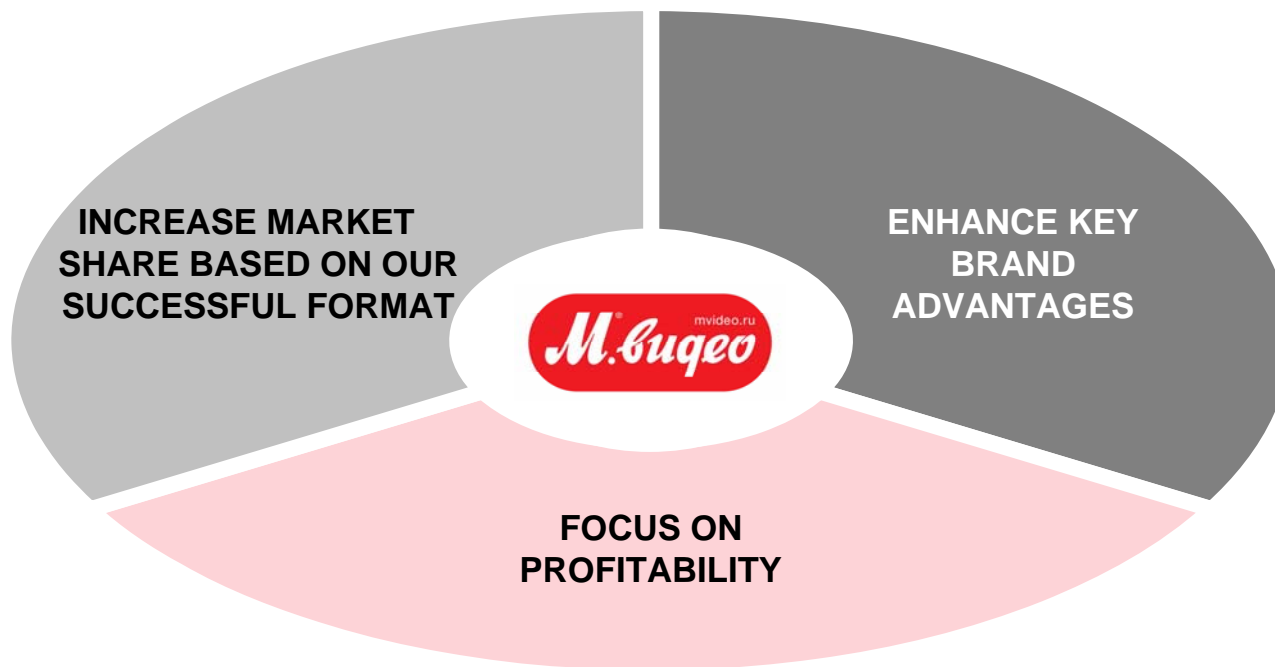 INCREASE MARKET
SHARE BASED ON OUR
SUCCESSFUL FORMAT
ENHANCE KEY
BRAND
ADVANTAGES
mvideo.ru
М.видео
FOCUS ON
PROFITABILITY